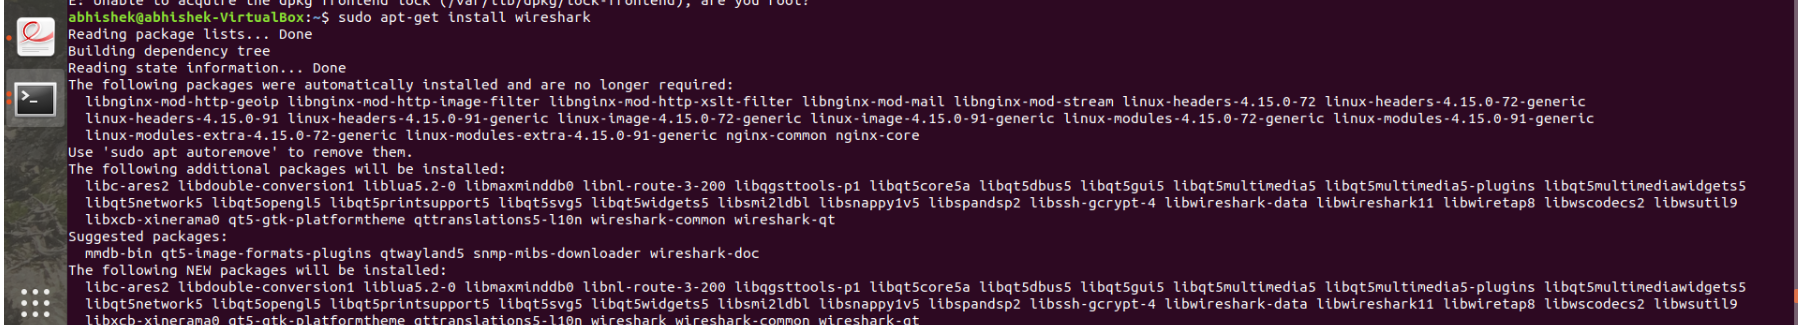 E: Unable to acquire the dpkg frontend lock (/var/lib/dpkg/lock-frontend), are you root?
abhishek@abhishek-VirtualBox:~$ sudo apt-get install wireshark
Reading package lists... Done
Building dependency tree
Reading state information... Done
The following packages were automatically installed and are no longer required:
  libnginx-mod-http-geoip libnginx-mod-http-image-filter libnginx-mod-http-xslt-filter libnginx-mod-mail libnginx-mod-stream linux-headers-4.15.0-72 linux-headers-4.15.0-72-generic
  linux-headers-4.15.0-91 linux-headers-4.15.0-91-generic linux-image-4.15.0-72-generic linux-image-4.15.0-91-generic linux-modules-4.15.0-72-generic linux-modules-4.15.0-91-generic
  linux-modules-extra-4.15.0-72-generic linux-modules-extra-4.15.0-91-generic nginx-common nginx-core
Use 'sudo apt autoremove' to remove them.
The following additional packages will be installed:
  libc-ares2 libdouble-conversion1 liblua5.2-0 libmaxminddb0 libnl-route-3-200 libqgsttools-p1 libqt5core5a libqt5dbus5 libqt5gui5 libqt5multimedia5 libqt5multimedia5-plugins libqt5multimediawidgets5
  libqt5network5 libqt5opengl5 libqt5printsupport5 libqt5svg5 libqt5widgets5 libsmi2ldbl libsnappy1v5 libspandsp2 libssh-gcrypt-4 libwireshark-data libwireshark11 libwiretap8 libwscodecs2 libwsutil9
  libxcb-xinerama0 qt5-gtk-platformtheme qttranslations5-l10n wireshark-common wireshark-qt
Suggested packages:
  mmdb-bin qt5-image-formats-plugins qtwayland5 snmp-mibs-downloader wireshark-doc
The following NEW packages will be installed:
  libc-ares2 libdouble-conversion1 liblua5.2-0 libmaxminddb0 libnl-route-3-200 libqgsttools-p1 libqt5core5a libqt5dbus5 libqt5gui5 libqt5multimedia5 libqt5multimedia5-plugins libqt5multimediawidgets5
  libqt5network5 libqt5opengl5 libqt5printsupport5 libqt5svg5 libqt5widgets5 libsmi2ldbl libsnappy1v5 libspandsp2 libssh-gcrypt-4 libwireshark-data libwireshark11 libwiretap8 libwscodecs2 libwsutil9
  libxcb-xinerama0 qt5-gtk-platformtheme qttranslations5-l10n wireshark wireshark-common wireshark-qt